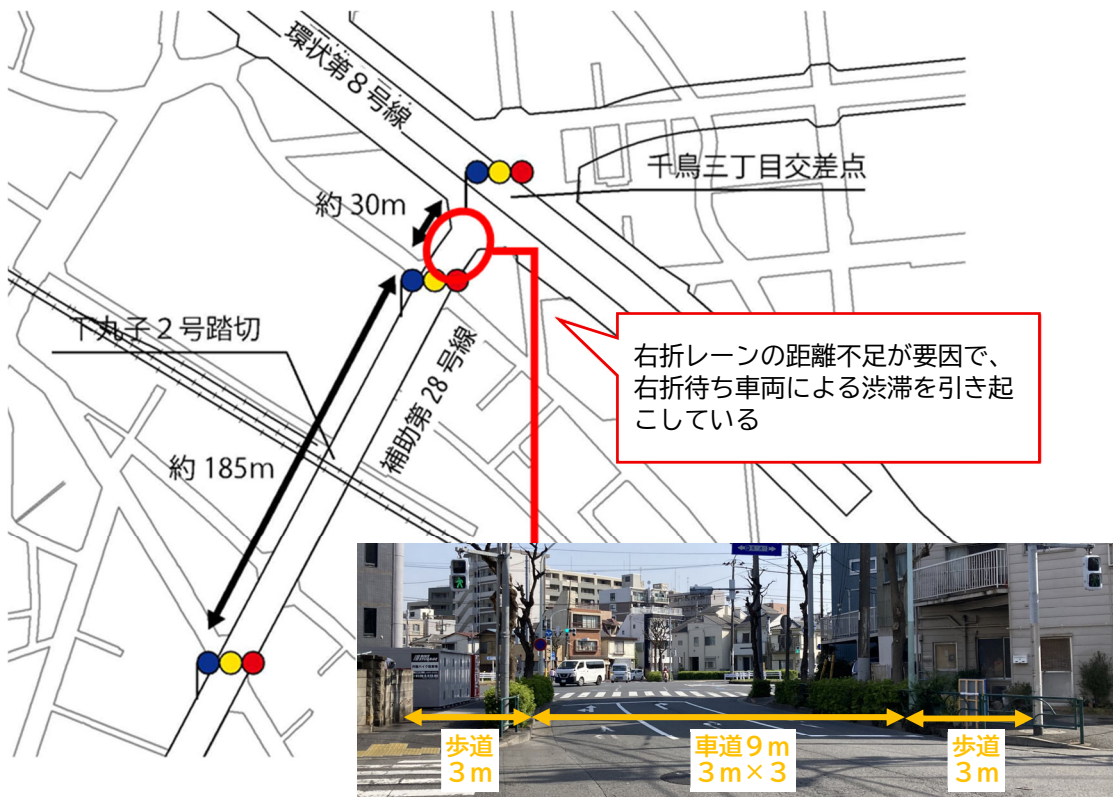 環状第８号線
千鳥三丁目交差点
約 30m
下丸子２号踏切
補助第 28 号線
約 185m
右折レーンの距離不足が要因で、
右折待ち車両による渋滞を引き起
こしている
歩道
３ｍ
車道９ｍ
３ｍ×３
歩道
３ｍ